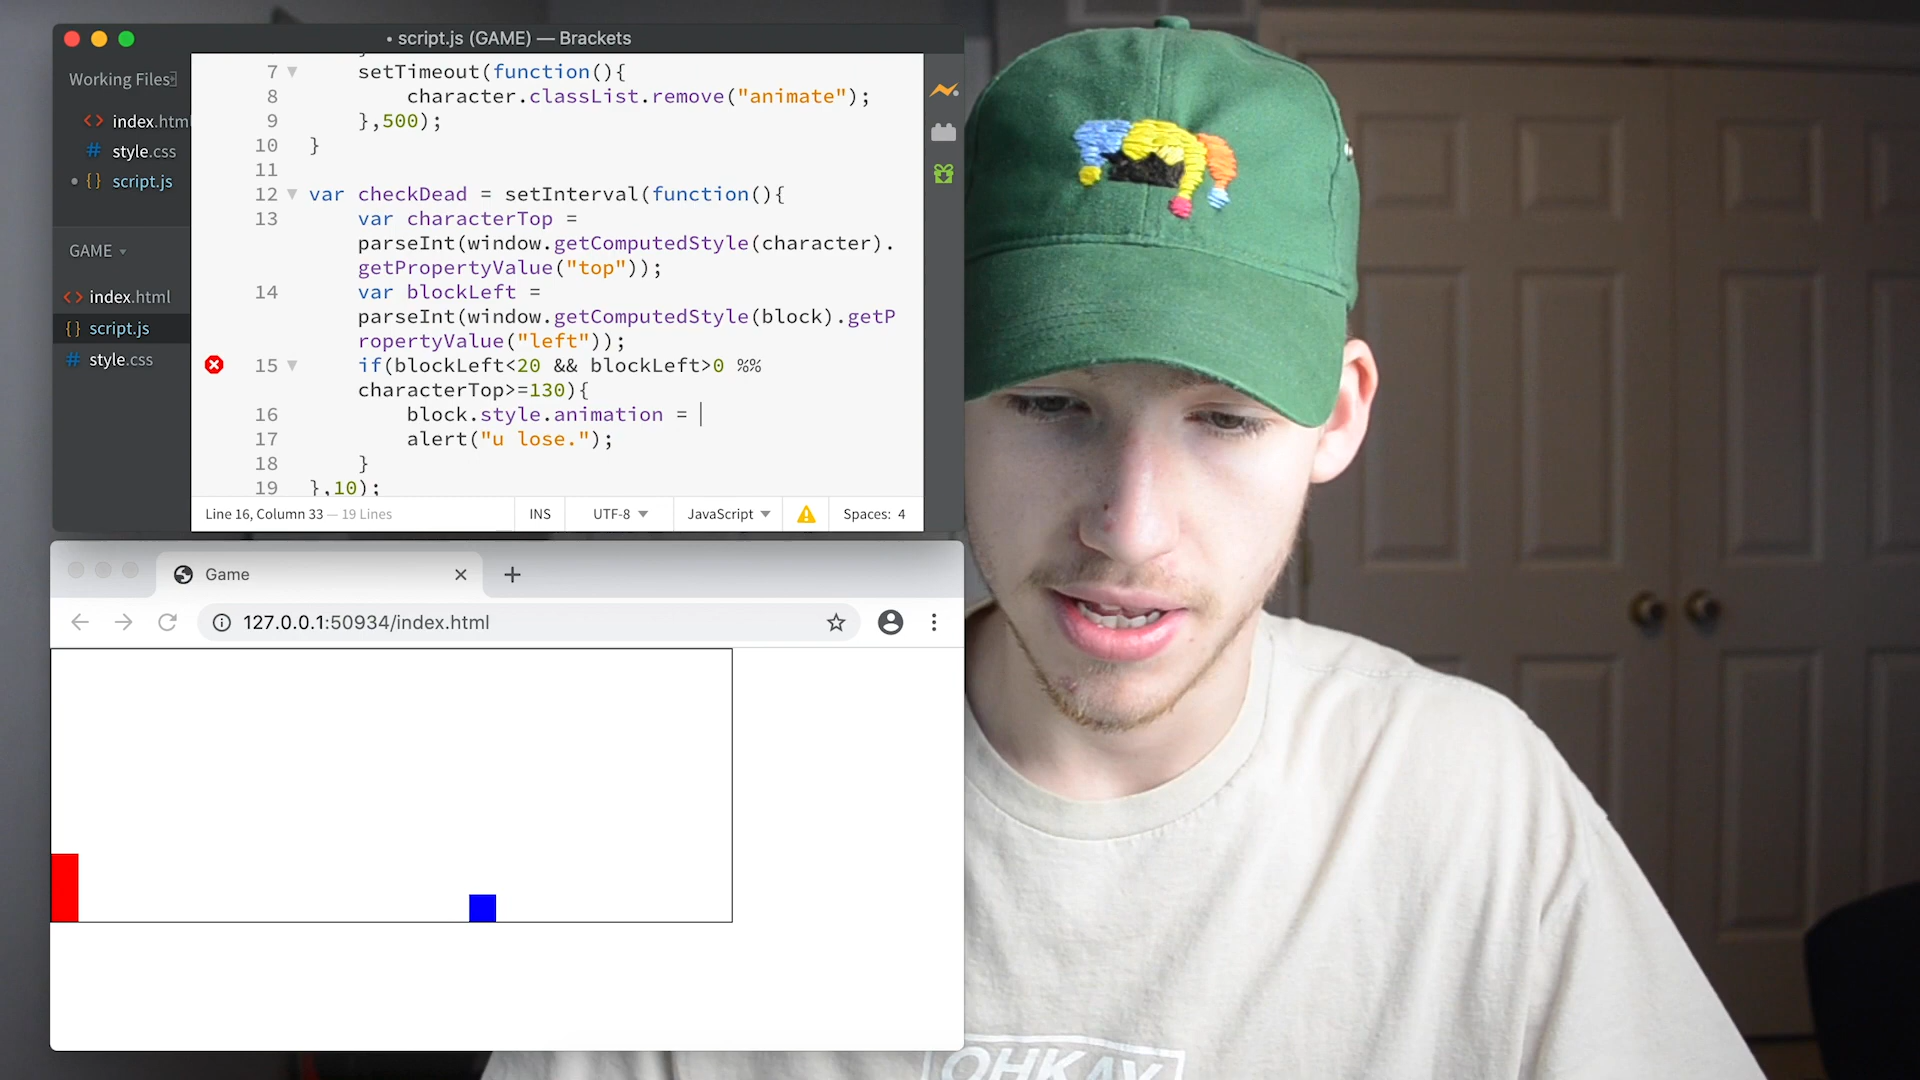 • script.js (GAME) — Brackets
Working Files
<> index.html
# style.css
• {} script.js
GAME
<> index.html
{} script.js
# style.css
7 setTimeout(function(){
8 character.classList.remove("animate");
9 },500);
10 }
11
12 var checkDead = setInterval(function(){
13 var characterTop =
parseInt(window.getComputedStyle(character).
getPropertyValue("top"));
14 var blockLeft =
parseInt(window.getComputedStyle(block).getP
ropertyValue("left"));
15 if(blockLeft<20 && blockLeft>0 %%
characterTop>=130){
16 block.style.animation =
17 alert("u lose.");
18 }
19 },10);
Line 16, Column 33 — 19 Lines
INS
UTF-8
JavaScript
Spaces: 4
Game
127.0.0.1:50934/index.html
OHKAY